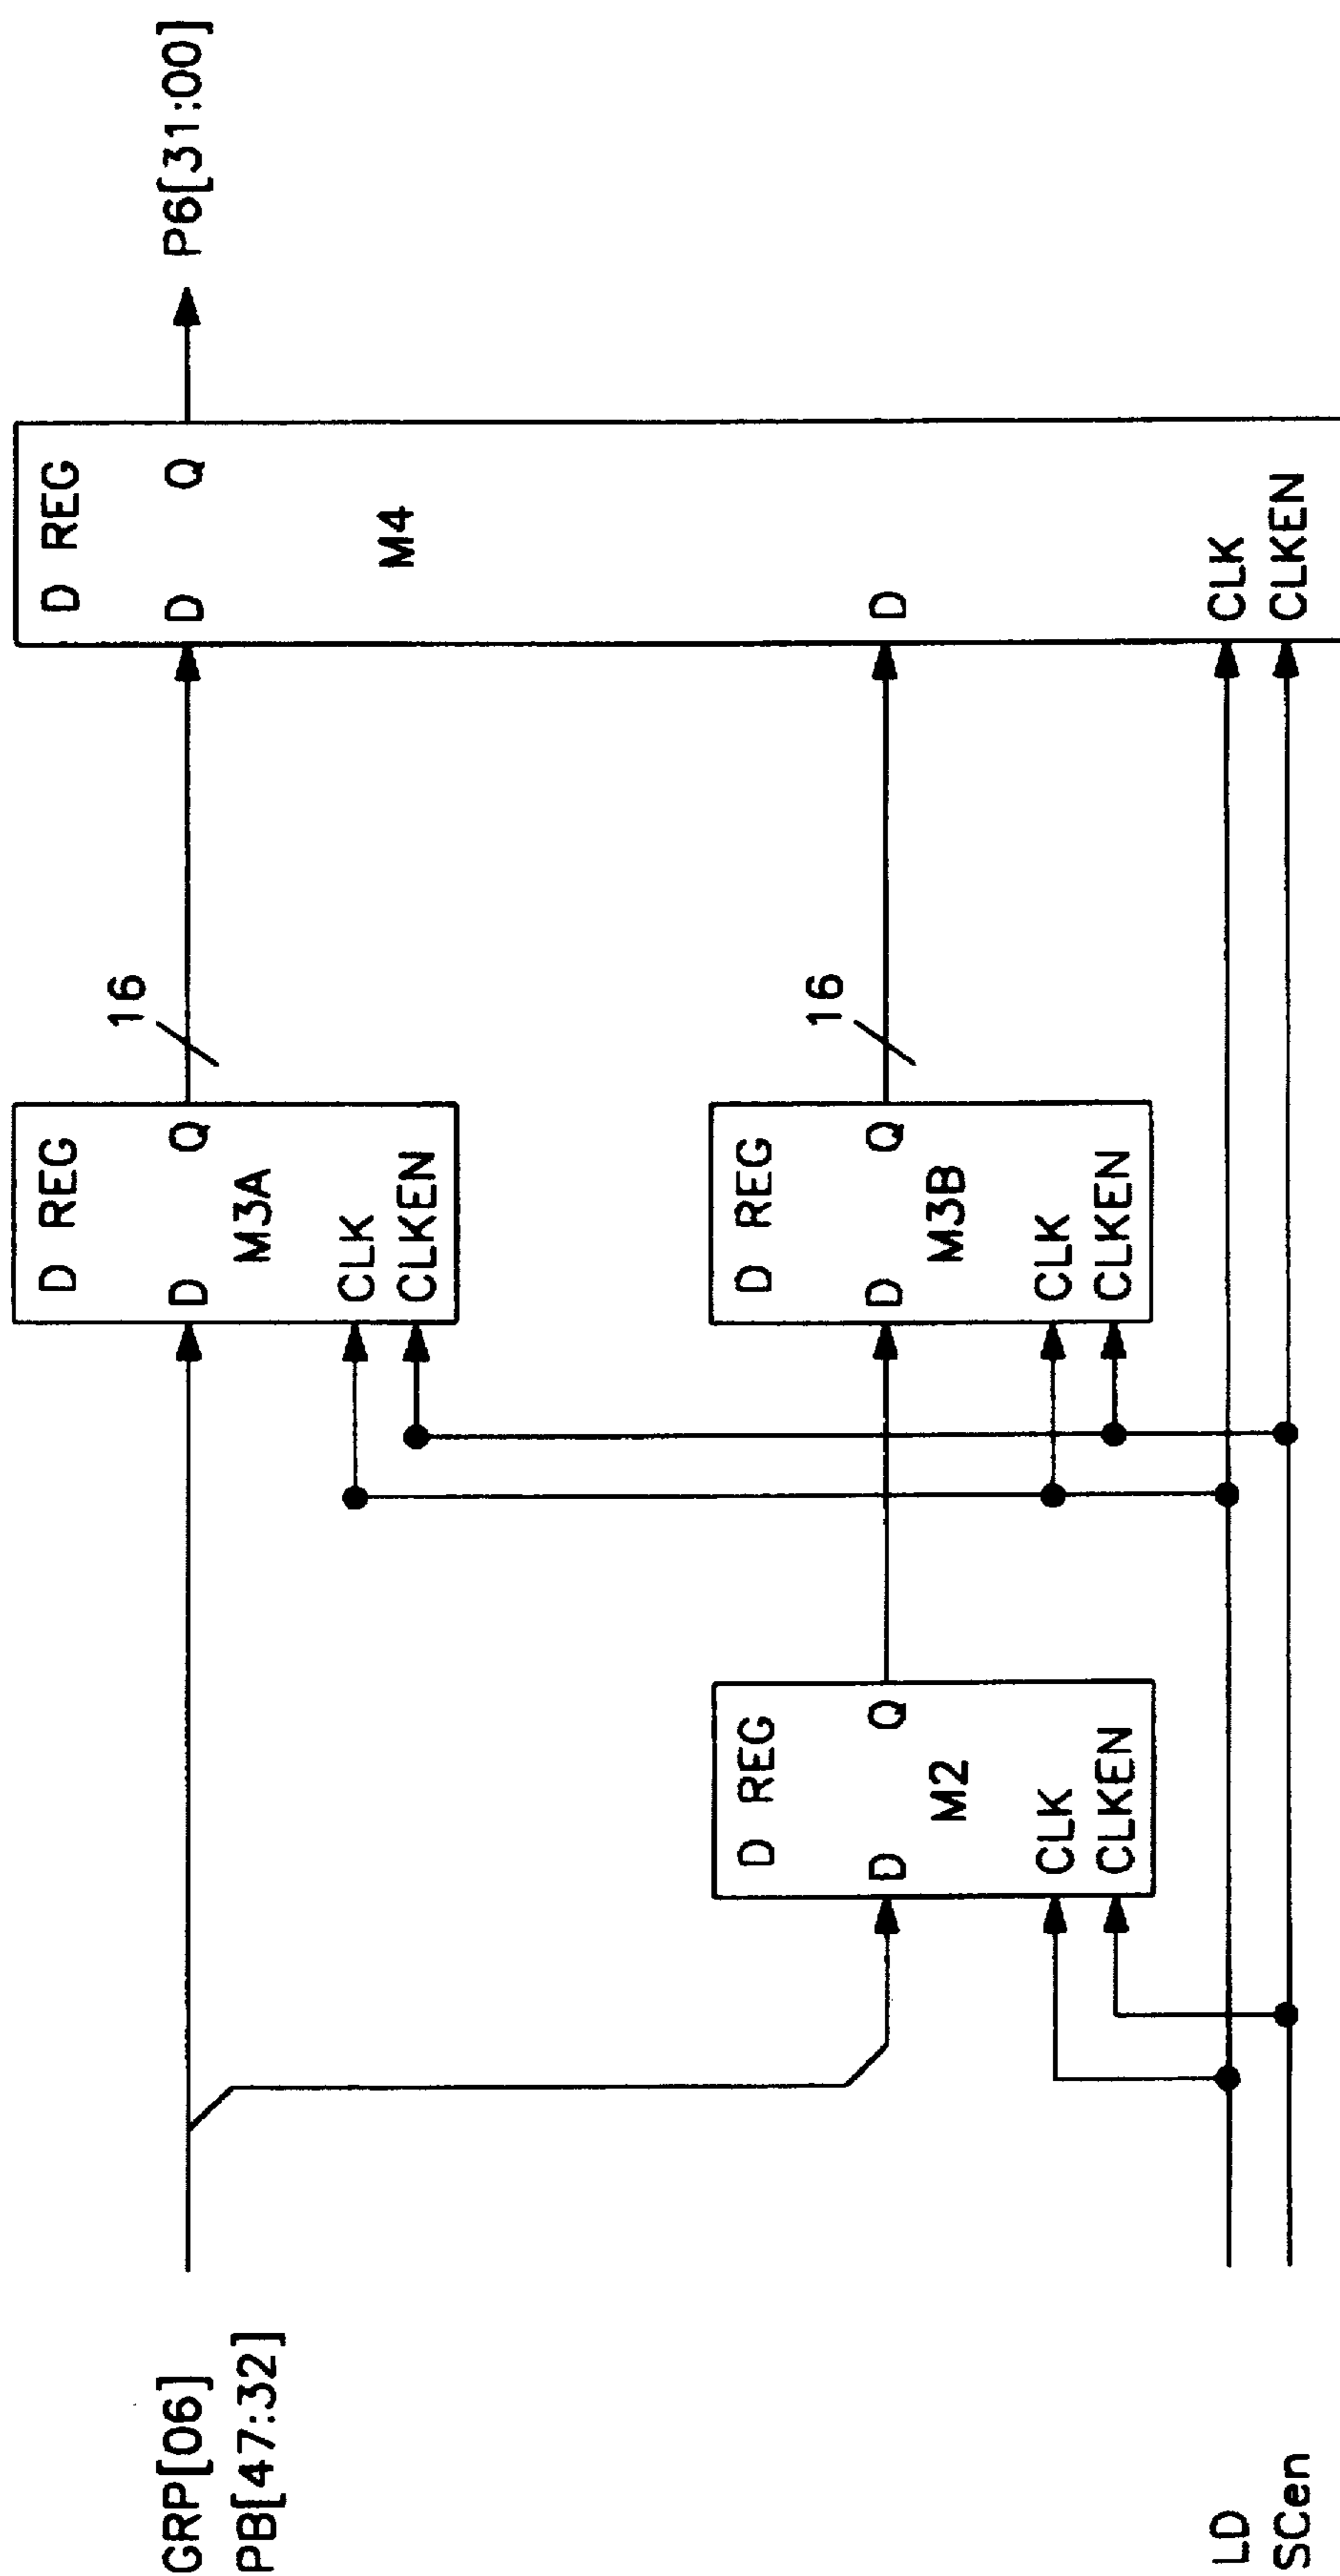 GRP[06]
PB[47:32]
LD
SCen
D REG
D Q
M2
CLK
CLKEN
D REG
D Q
M3A
CLK
CLKEN
16
D REG
D Q
M3B
CLK
CLKEN
16
D REG
D Q
M4
D
CLK
CLKEN
P6[31:00]